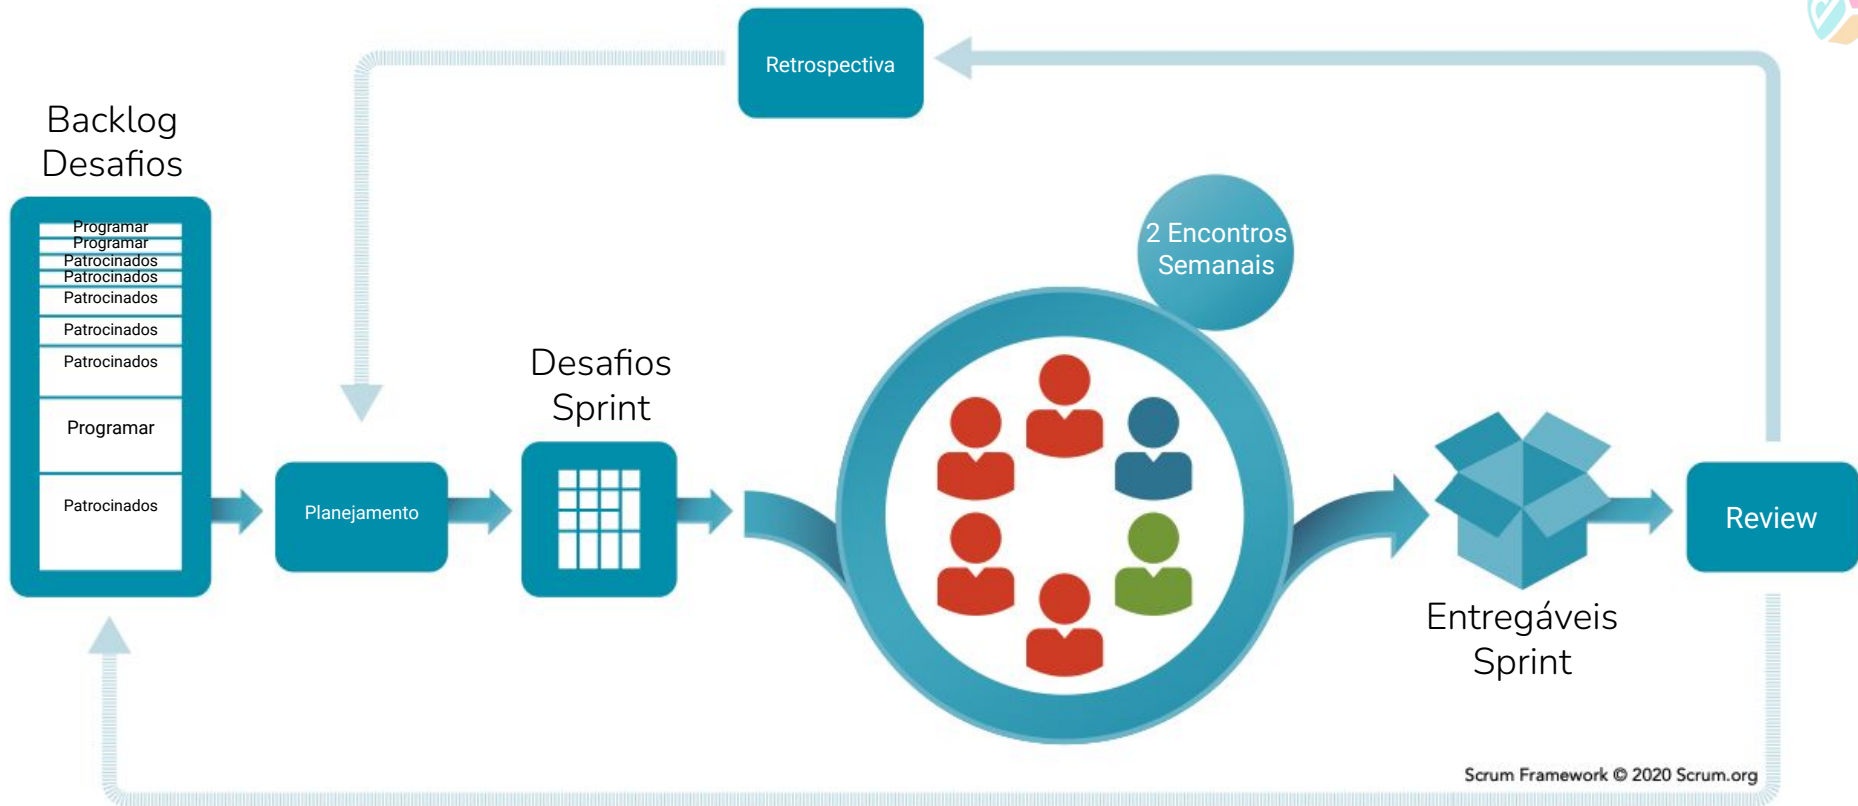 Retrospectiva
Backlog
Desafios
Programar
Programar
Patrocinados
Patrocinados
Patrocinados
Patrocinados
Patrocinados
Programar
Patrocinados
Planejamento
Desafios
Sprint
2 Encontros
Semanais
Entregáveis
Sprint
Review
Scrum Framework © 2020 Scrum.org